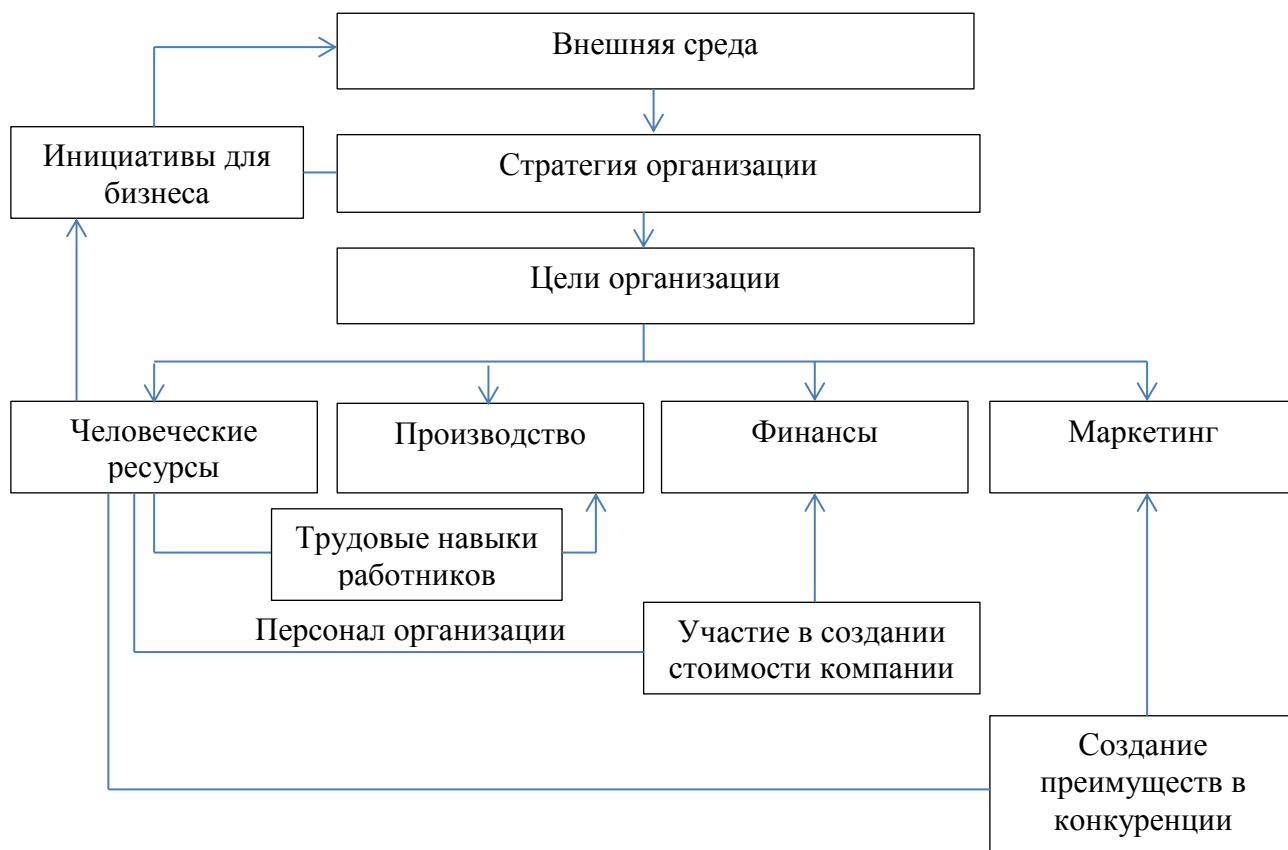 Внешняя среда
Инициативы для
бизнеса
Стратегия организации
Цели организации
Человеческие
ресурсы
Производство
Финансы
Маркетинг
Трудовые навыки
работников
Персонал организации
Участие в создании
стоимости компании
Создание
преимуществ в
конкуренции